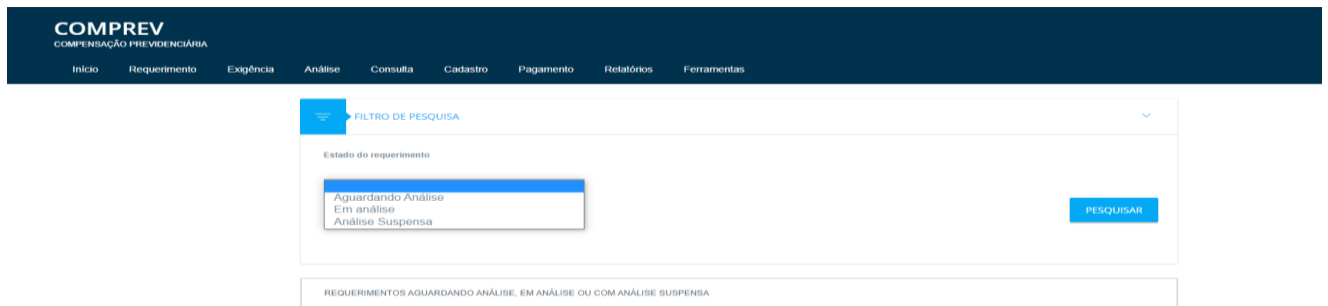 COMPREV
COMPENSAÇÃO PREVIDENCIÁRIA
Início Requerimento Exigência Análise Consulta Cadastro Pagamento Relatórios Ferramentas
FILTRO DE PESQUISA
Estado do requerimento
Aguardando Análise
Em análise
Análise Suspensa
PESQUISAR
REQUERIMENTOS AGUARDANDO ANÁLISE, EM ANÁLISE OU COM ANÁLISE SUSPENSA